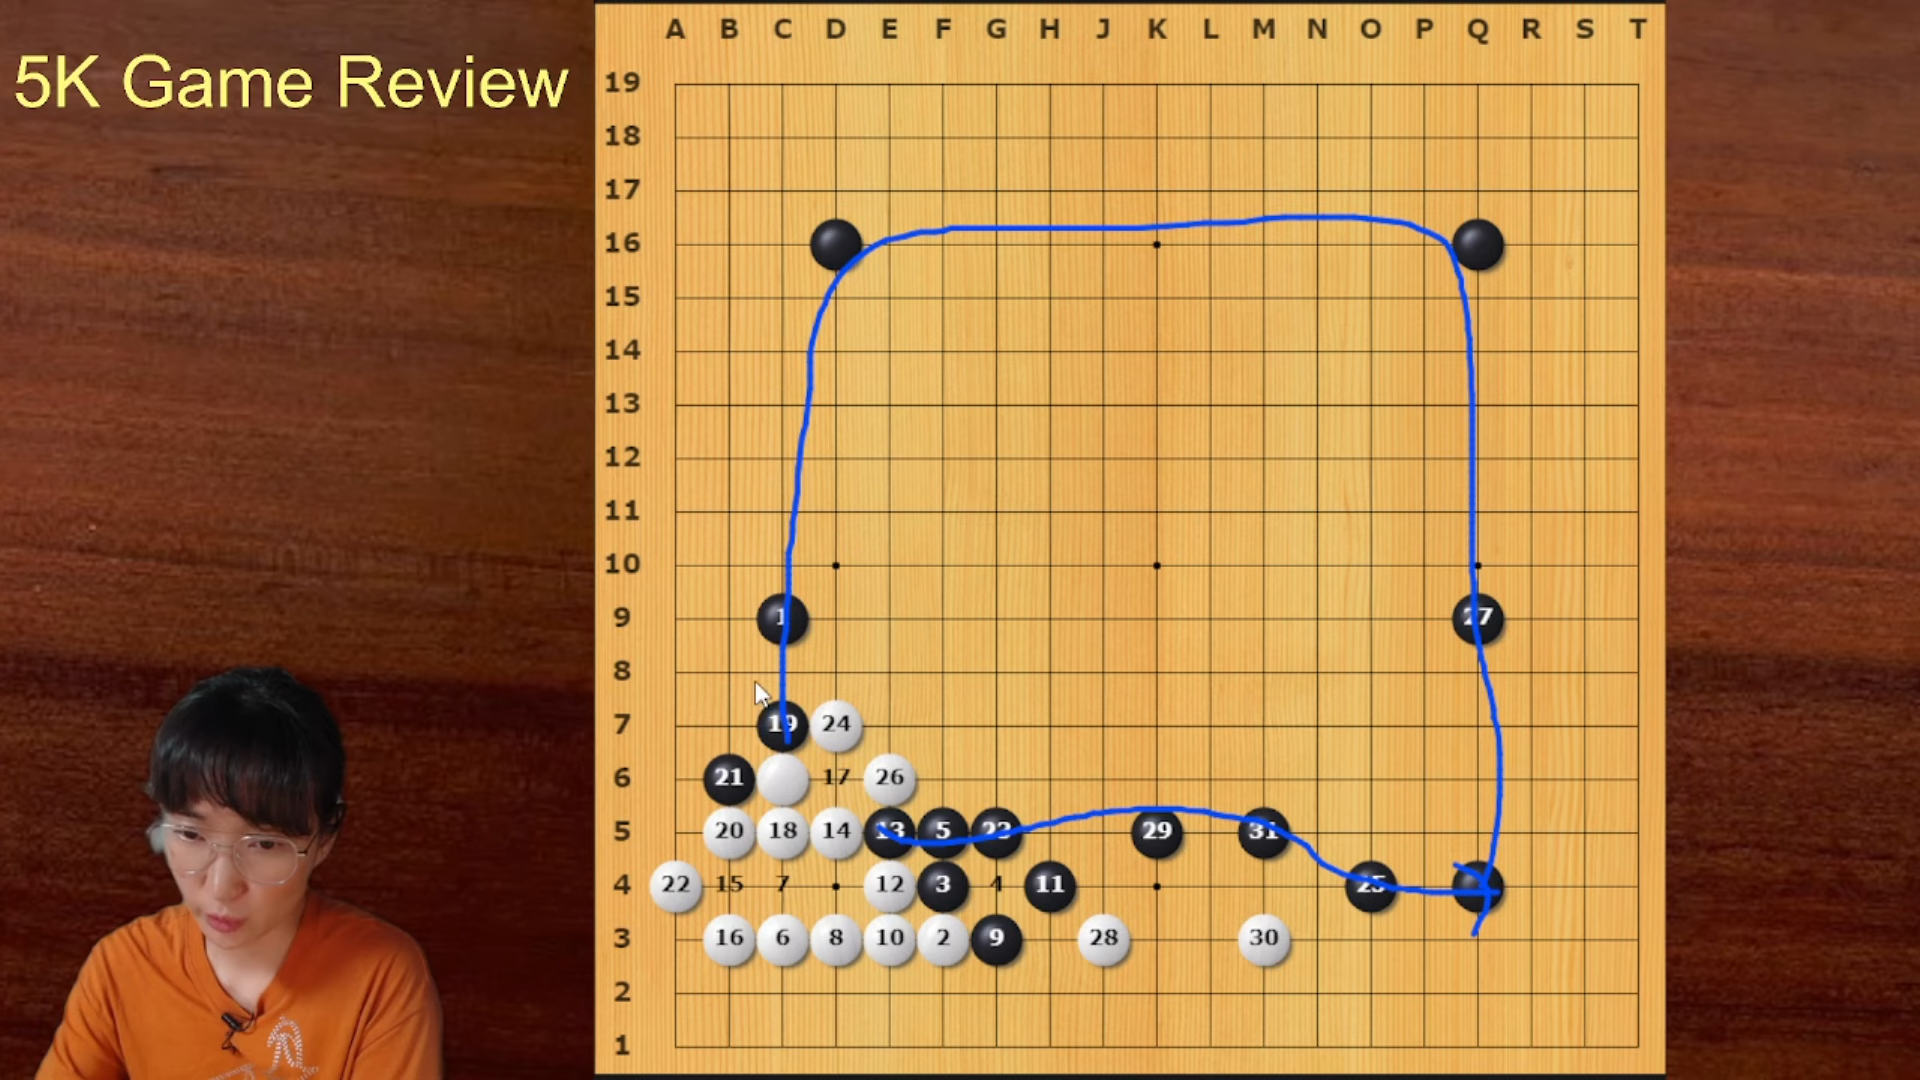 5K Game Review
A B C D E F G H J K L M N O P Q R S T
19
18
17
16
15
14
13
12
11
10
9 1 27
8
7 19 24
6 21 17 26
5 20 18 14 13 5 23 29 31
4 22 15 7 12 3 4 11 25
3 16 6 8 10 2 9 28 30
2
1